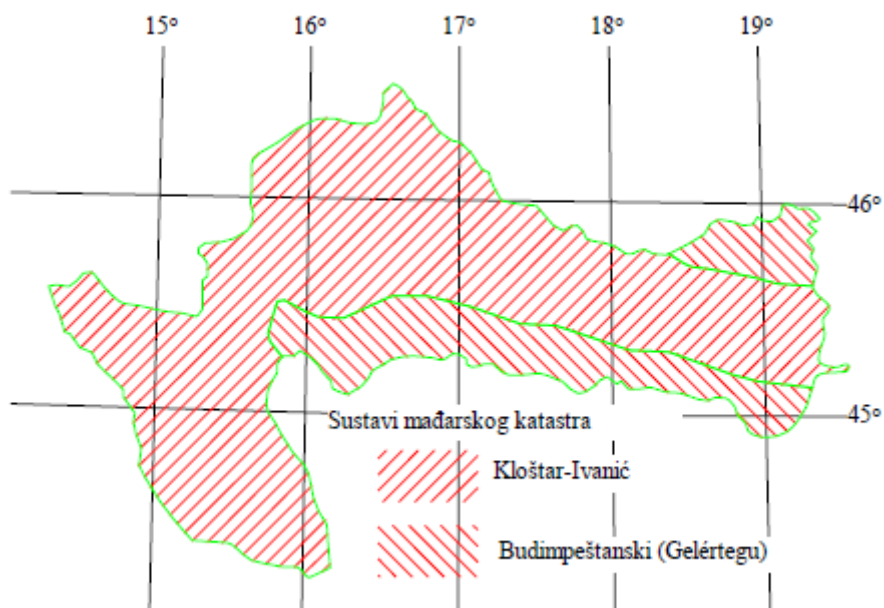 15° 16° 17° 18° 19°
46°
45°
Sustavi mađarskog katastra
Kloštar-Ivanić
Budimpeštanski (Gelértegu)